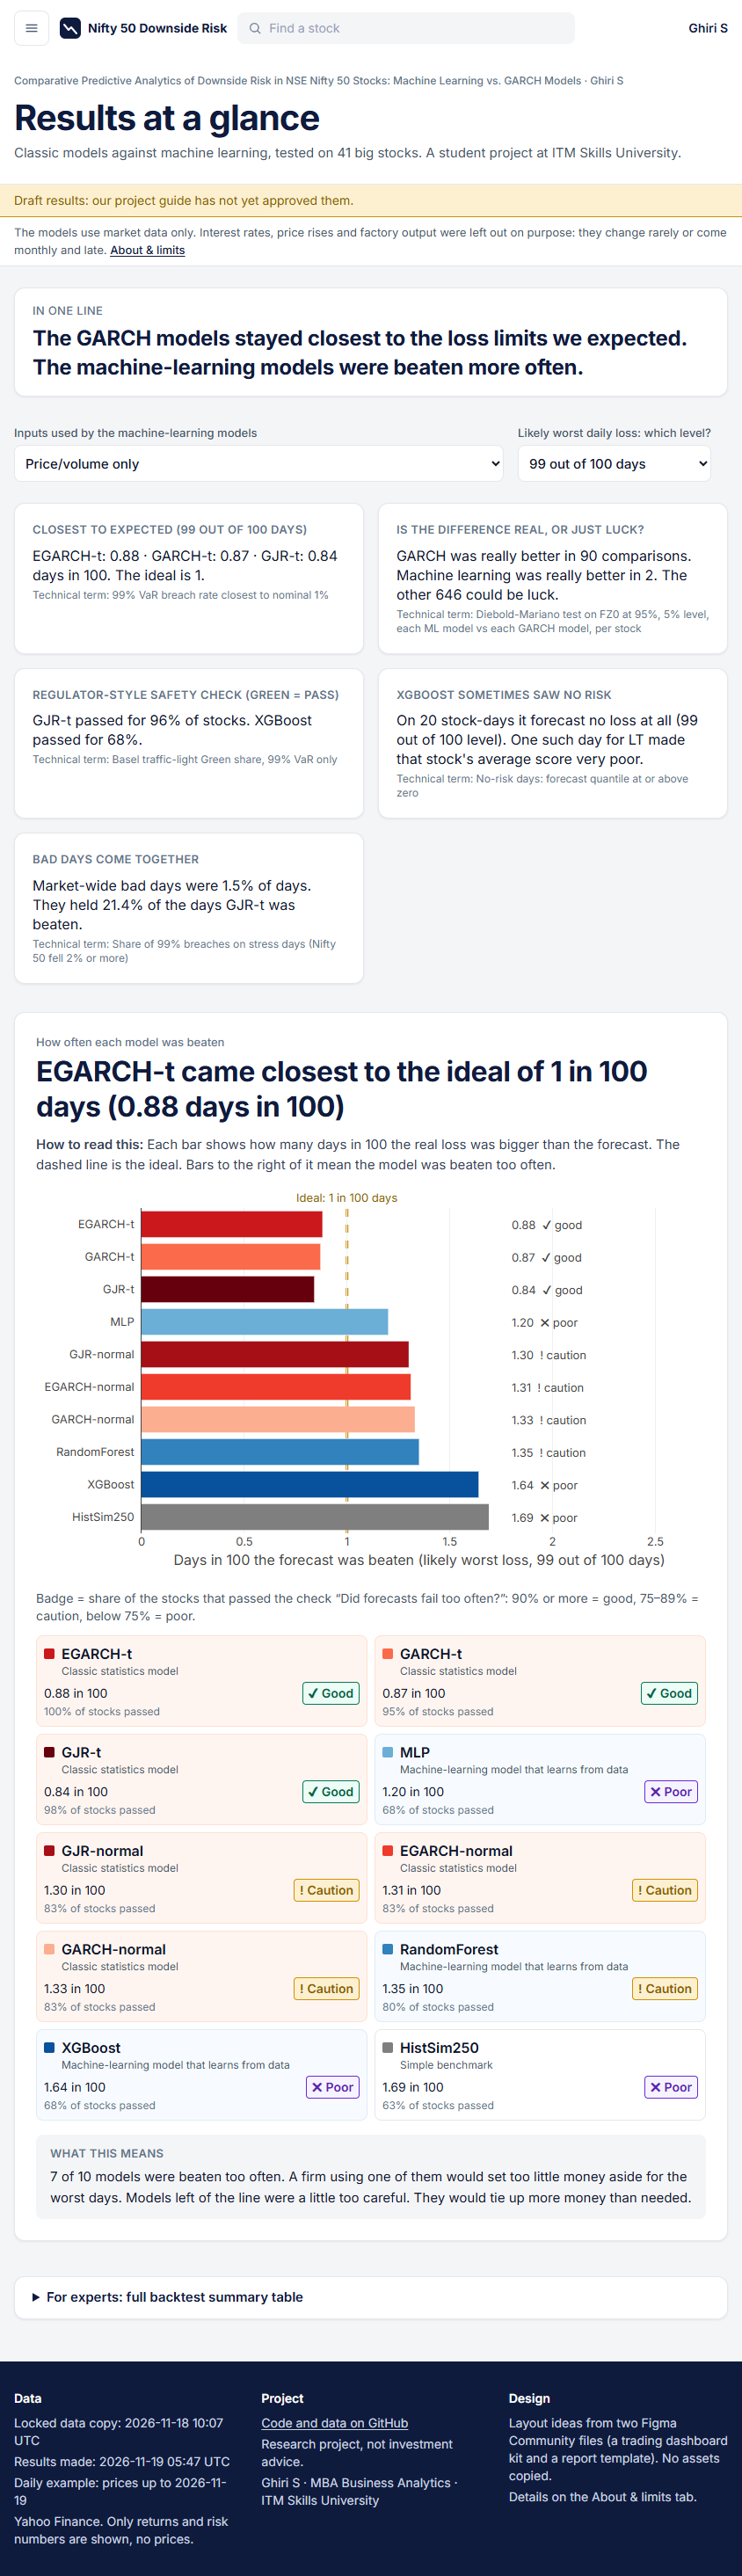 Nifty 50 Downside Risk
Find a stock
Ghiri S
Comparative Predictive Analytics of Downside Risk in NSE Nifty 50 Stocks: Machine Learning vs. GARCH Models · Ghiri S
Results at a glance
Classic models against machine learning, tested on 41 big stocks. A student project at ITM Skills University.
Draft results: our project guide has not yet approved them.
The models use market data only. Interest rates, price rises and factory output were left out on purpose: they change rarely or come
monthly and late. About & limits
IN ONE LINE
The GARCH models stayed closest to the loss limits we expected.
The machine-learning models were beaten more often.
Inputs used by the machine-learning models
Price/volume only
Likely worst daily loss: which level?
99 out of 100 days
CLOSEST TO EXPECTED (99 OUT OF 100 DAYS)
EGARCH-t: 0.88 · GARCH-t: 0.87 · GJR-t: 0.84
days in 100. The ideal is 1.
Technical term: 99% VaR breach rate closest to nominal 1%
IS THE DIFFERENCE REAL, OR JUST LUCK?
GARCH was really better in 90 comparisons.
Machine learning was really better in 2. The
other 646 could be luck.
Technical term: Diebold-Mariano test on FZ0 at 95%, 5% level,
each ML model vs each GARCH model, per stock
REGULATOR-STYLE SAFETY CHECK (GREEN = PASS)
GJR-t passed for 96% of stocks. XGBoost
passed for 68%.
Technical term: Basel traffic-light Green share, 99% VaR only
XGBOOST SOMETIMES SAW NO RISK
On 20 stock-days it forecast no loss at all (99
out of 100 level). One such day for LT made
that stock's average score very poor.
Technical term: No-risk days: forecast quantile at or above
zero
BAD DAYS COME TOGETHER
Market-wide bad days were 1.5% of days.
They held 21.4% of the days GJR-t was
beaten.
Technical term: Share of 99% breaches on stress days (Nifty
50 fell 2% or more)
How often each model was beaten
EGARCH-t came closest to the ideal of 1 in 100
days (0.88 days in 100)
How to read this: Each bar shows how many days in 100 the real loss was bigger than the forecast. The
dashed line is the ideal. Bars to the right of it mean the model was beaten too often.
Ideal: 1 in 100 days
EGARCH-t 0.88 ✓ good
GARCH-t 0.87 ✓ good
GJR-t 0.84 ✓ good
MLP 1.20 ✕ poor
GJR-normal 1.30 ! caution
EGARCH-normal 1.31 ! caution
GARCH-normal 1.33 ! caution
RandomForest 1.35 ! caution
XGBoost 1.64 ✕ poor
HistSim250 1.69 ✕ poor
0 0.5 1 1.5 2 2.5
Days in 100 the forecast was beaten (likely worst loss, 99 out of 100 days)
Badge = share of the stocks that passed the check “Did forecasts fail too often?”: 90% or more = good, 75–89% =
caution, below 75% = poor.
EGARCH-t
Classic statistics model
0.88 in 100
✓ Good
100% of stocks passed
GARCH-t
Classic statistics model
0.87 in 100
✓ Good
95% of stocks passed
GJR-t
Classic statistics model
0.84 in 100
✓ Good
98% of stocks passed
MLP
Machine-learning model that learns from data
1.20 in 100
✕ Poor
68% of stocks passed
GJR-normal
Classic statistics model
1.30 in 100
! Caution
83% of stocks passed
EGARCH-normal
Classic statistics model
1.31 in 100
! Caution
83% of stocks passed
GARCH-normal
Classic statistics model
1.33 in 100
! Caution
83% of stocks passed
RandomForest
Machine-learning model that learns from data
1.35 in 100
! Caution
80% of stocks passed
XGBoost
Machine-learning model that learns from data
1.64 in 100
✕ Poor
68% of stocks passed
HistSim250
Simple benchmark
1.69 in 100
✕ Poor
63% of stocks passed
WHAT THIS MEANS
7 of 10 models were beaten too often. A firm using one of them would set too little money aside for the
worst days. Models left of the line were a little too careful. They would tie up more money than needed.
For experts: full backtest summary table
Data
Locked data copy: 2026-11-18 10:07
UTC
Results made: 2026-11-19 05:47 UTC
Daily example: prices up to 2026-11-
19
Yahoo Finance. Only returns and risk
numbers are shown, no prices.
Project
Code and data on GitHub
Research project, not investment
advice.
Ghiri S · MBA Business Analytics ·
ITM Skills University
Design
Layout ideas from two Figma
Community files (a trading dashboard
kit and a report template). No assets
copied.
Details on the About & limits tab.